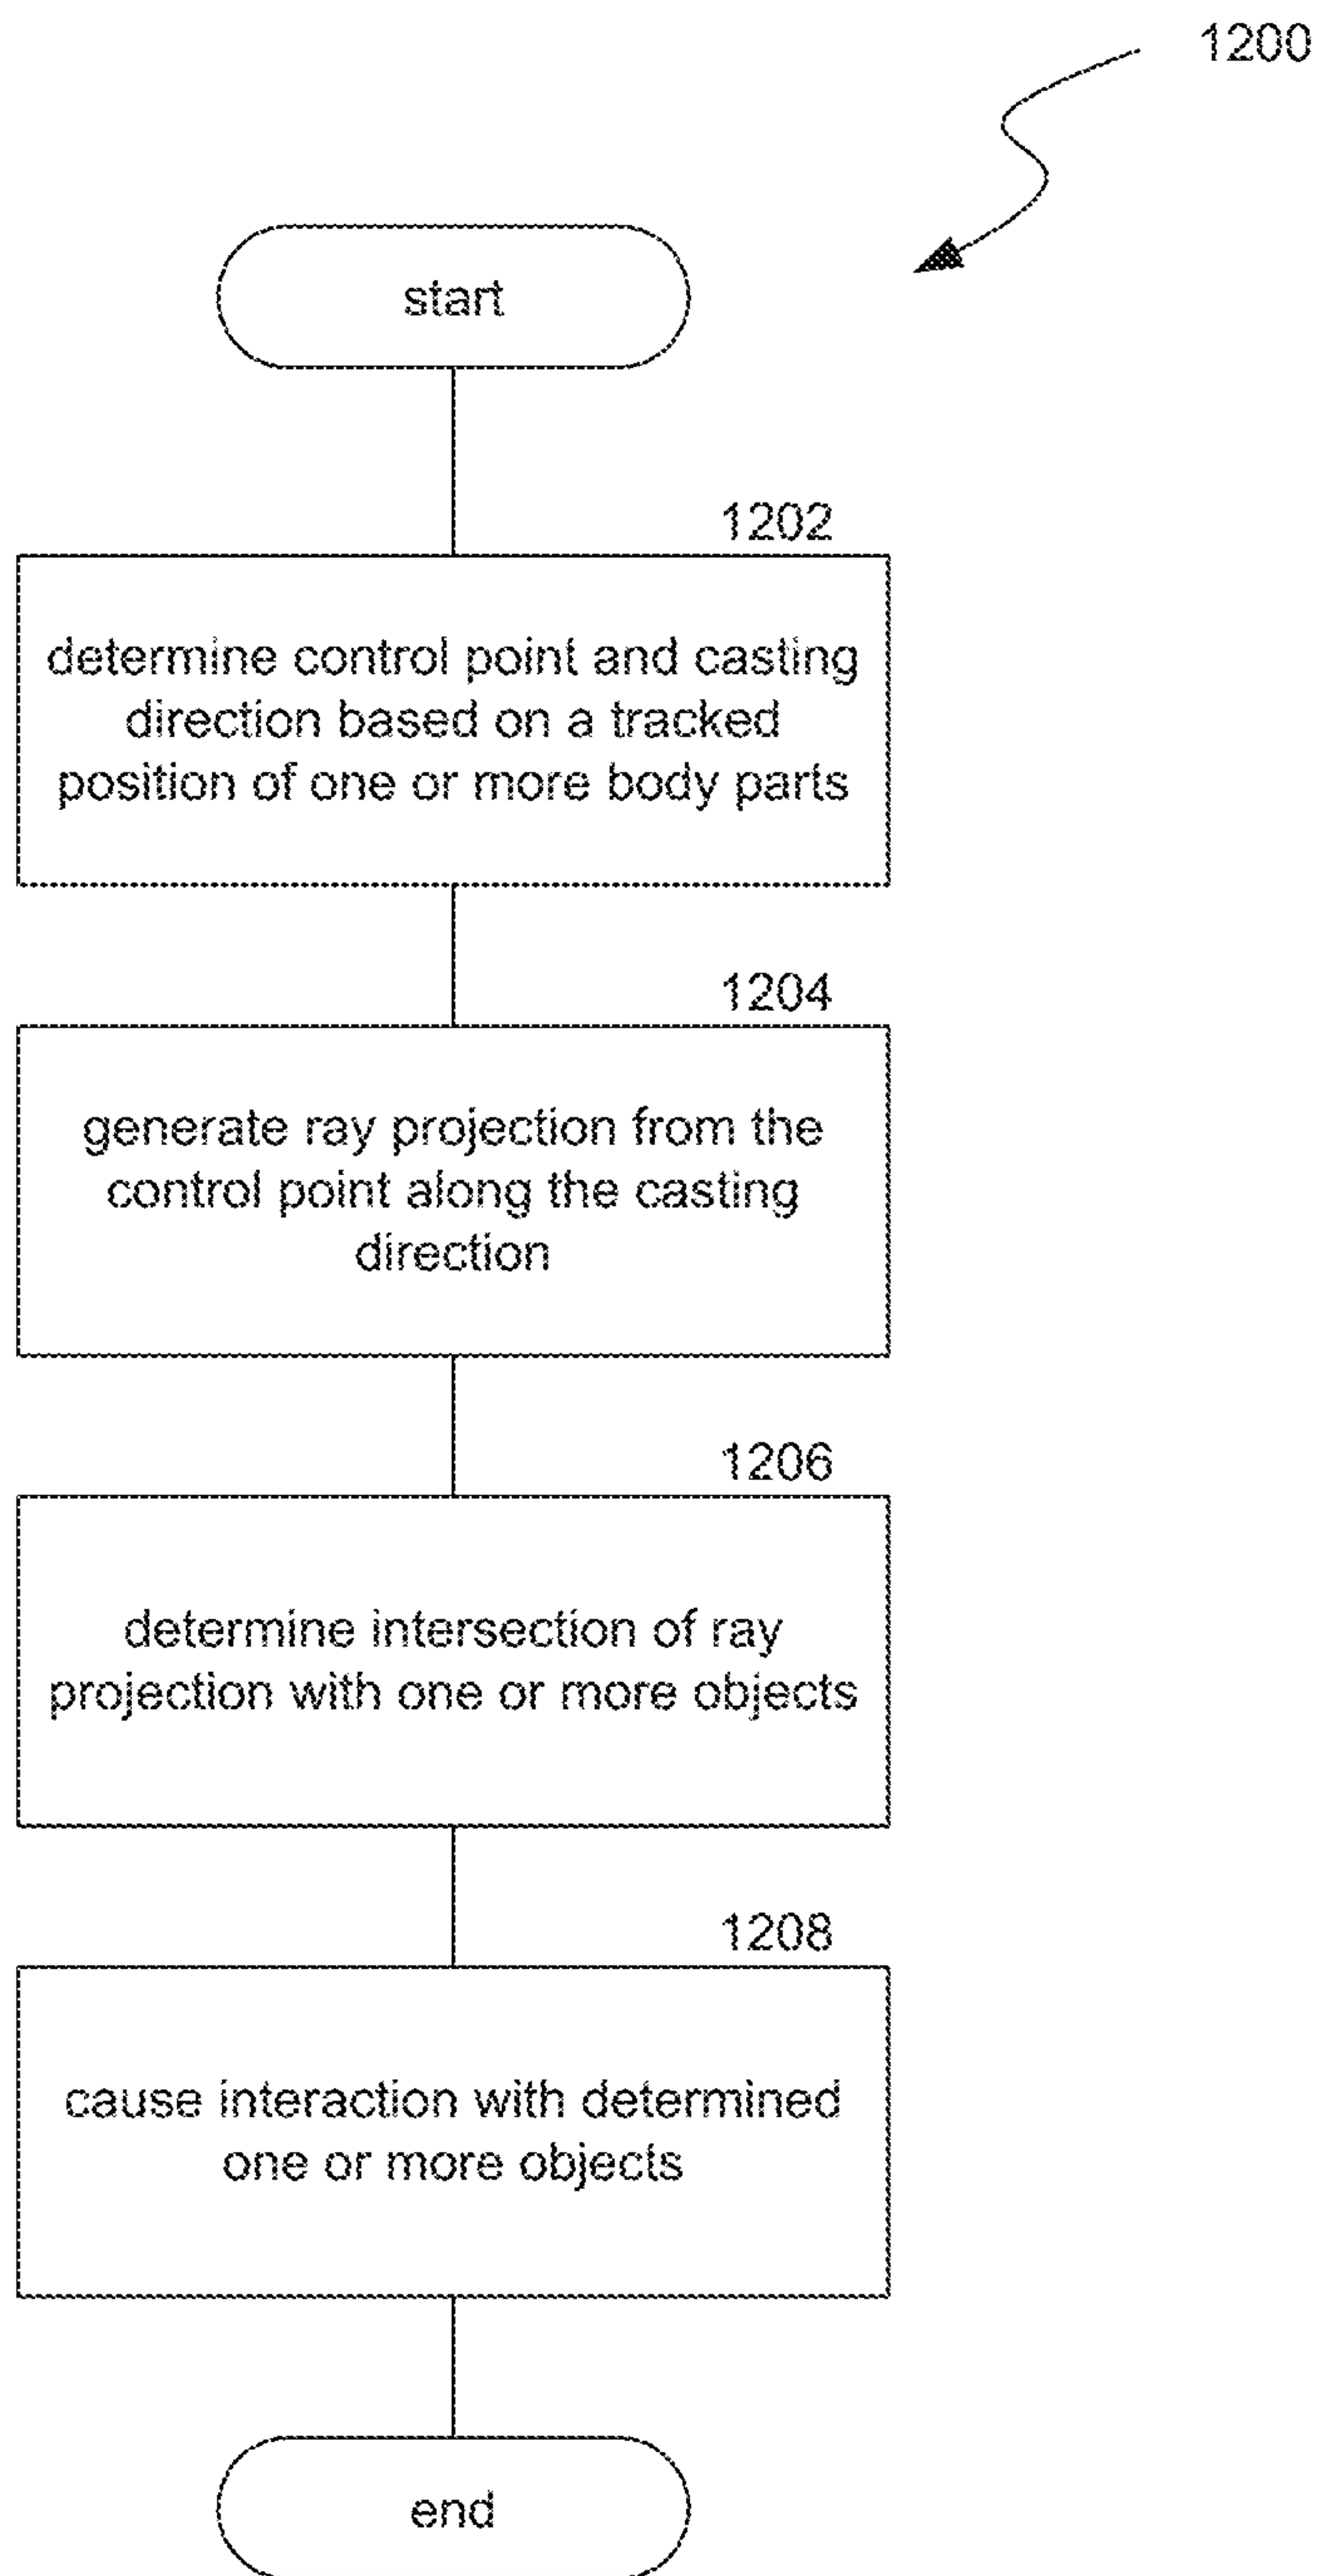 1200
start
1202
determine control point and casting
direction based on a tracked
position of one or more body parts
1204
generate ray projection from the
control point along the casting
direction
1206
determine intersection of ray
projection with one or more objects
1208
cause interaction with determined
one or more objects
end